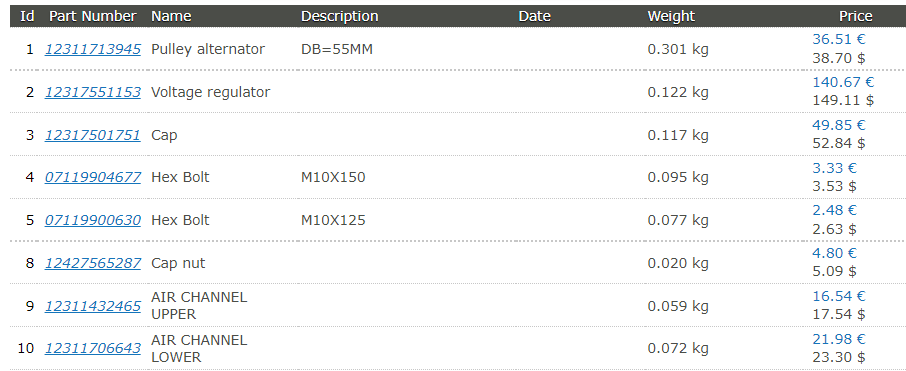 Id Part Number Name Description Date Weight Price
1 12311713945 Pulley alternator DB=55MM 0.301 kg 36.51 €
38.70 $
2 12317551153 Voltage regulator 0.122 kg 140.67 €
149.11 $
3 12317501751 Cap 0.117 kg 49.85 €
52.84 $
4 07119904677 Hex Bolt M10X150 0.095 kg 3.33 €
3.53 $
5 07119900630 Hex Bolt M10X125 0.077 kg 2.48 €
2.63 $
8 12427565287 Cap nut 0.020 kg 4.80 €
5.09 $
9 12311432465 AIR CHANNEL UPPER 0.059 kg 16.54 €
17.54 $
10 12311706643 AIR CHANNEL LOWER 0.072 kg 21.98 €
23.30 $